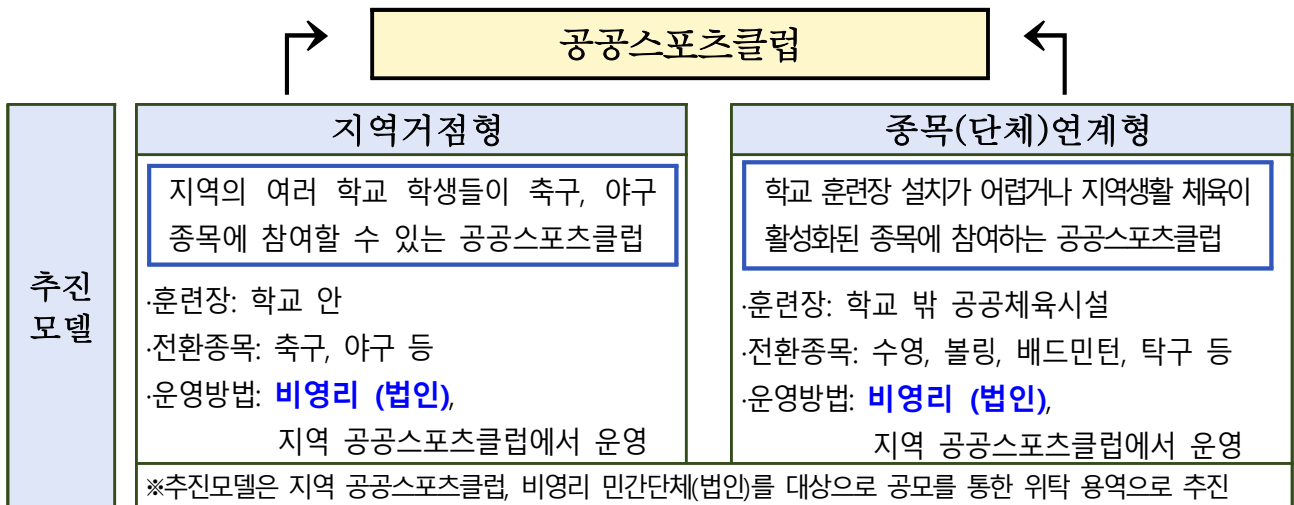 공공스포츠클럽
추진
모델
지역거점형
지역의 여러 학교 학생들이 축구, 야구
종목에 참여할 수 있는 공공스포츠클럽
·훈련장: 학교 안
·전환종목: 축구, 야구 등
·운영방법: 비영리 (법인),
지역 공공스포츠클럽에서 운영
종목(단체)연계형
학교 훈련장 설치가 어렵거나 지역생활 체육이
활성화된 종목에 참여하는 공공스포츠클럽
·훈련장: 학교 밖 공공체육시설
·전환종목: 수영, 볼링, 배드민턴, 탁구 등
·운영방법: 비영리 (법인),
지역 공공스포츠클럽에서 운영
※추진모델은 지역 공공스포츠클럽, 비영리 민간단체(법인)를 대상으로 공모를 통한 위탁 용역으로 추진